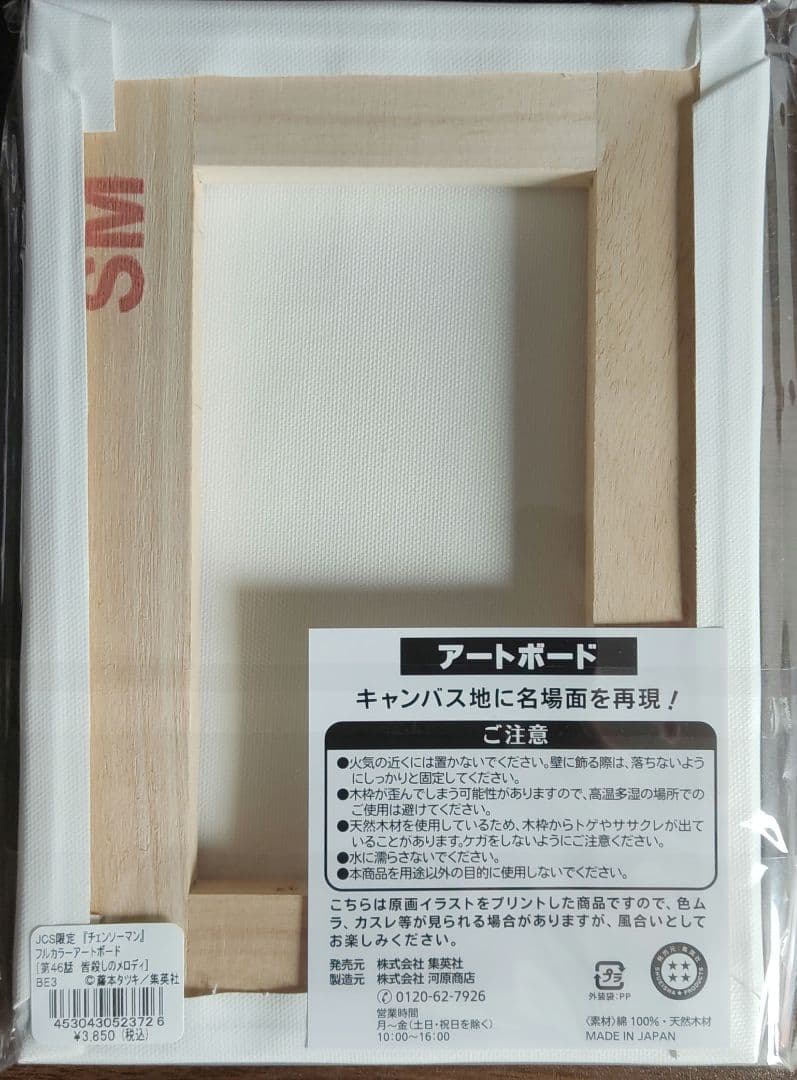 SM
アートボード
キャンバス地に名場面を再現！
ご注意
●火気の近くには置かないでください。壁に飾る際は、落ちないよう
にしっかりと固定してください。
●木枠が歪んでしまう可能性がありますので、高温多湿の場所での
ご使用は避けてください。
●天然木材を使用しているため、木枠からトゲやササクレが出て
いることがあります。ケガをしないようにご注意ください。
●水に濡らさないでください。
●本商品を用途以外の目的に使用しないでください。
こちらは原画イラストをプリントした商品ですので、色ム
ラ、カスレ等が見られる場合がありますが、風合いとして
お楽しみください。
発売元 株式会社 集英社
製造元 株式会社 河原商店
0120-62-7926
営業時間
月～金（土日・祝日を除く）
10:00～16:00
プラ
外装袋:PP
発売元:集英社
SHUEISHA PRODUCTS
〈素材〉綿 100%・天然木材
MADE IN JAPAN
JCS限定 『チェンソーマン』
フルカラーアートボード
［第46話 皆殺しのメロディ］
BE3 ©藤本タツキ／集英社
4530430523726
¥3,850（税込）